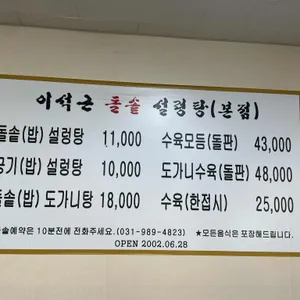 이석근 돌솥 설렁탕(본점)
돌솥(밥) 설렁탕 11,000 수육모듬(돌판) 43,000
공기(밥) 설렁탕 10,000 도가니수육(돌판) 48,000
돌솥(밥) 도가니탕 18,000 수육(한접시) 25,000
솥예약은 10분전에 전화주세요.(031-989-4823) ★모든음식은 포장해드립니다.
OPEN 2002.06.28